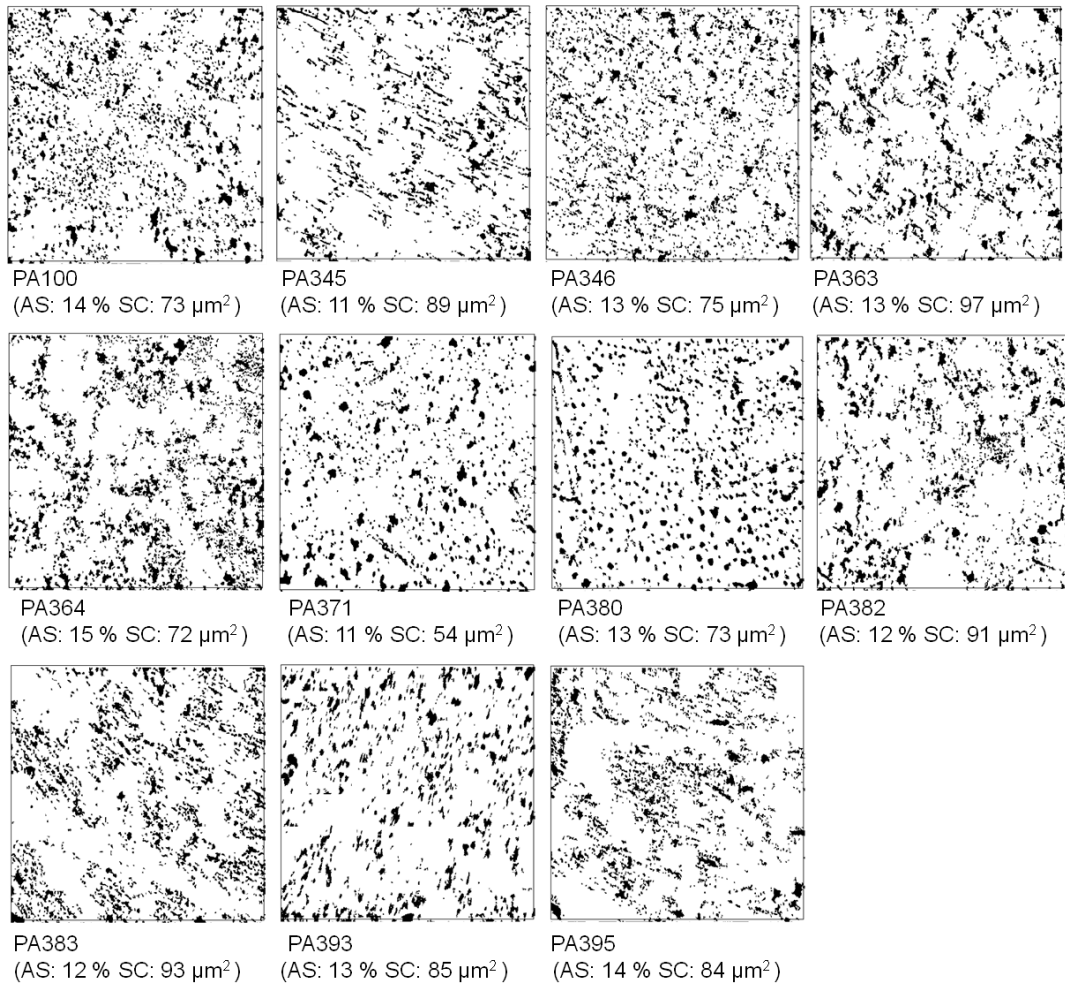 PA100
(AS: 14 % SC: 73 µm²)
PA345
(AS: 11 % SC: 89 µm²)
PA346
(AS: 13 % SC: 75 µm²)
PA363
(AS: 13 % SC: 97 µm²)
PA364
(AS: 15 % SC: 72 µm²)
PA371
(AS: 11 % SC: 54 µm²)
PA380
(AS: 13 % SC: 73 µm²)
PA382
(AS: 12 % SC: 91 µm²)
PA383
(AS: 12 % SC: 93 µm²)
PA393
(AS: 13 % SC: 85 µm²)
PA395
(AS: 14 % SC: 84 µm²)